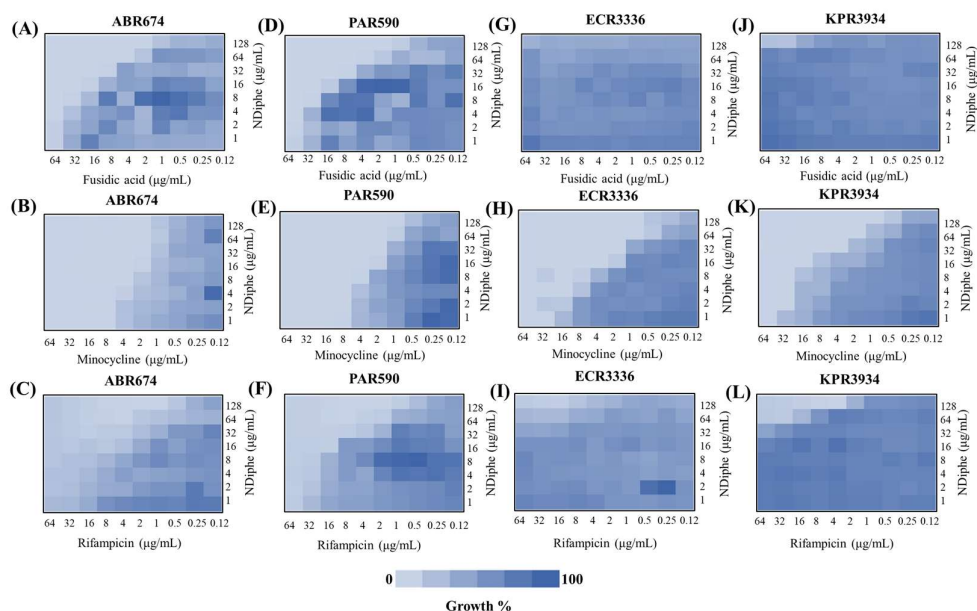 (A) ABR674
128
64
32
16
8
4
2
1
NDiphe (µg/mL)
64 32 16 8 4 2 1 0.5 0.25 0.12
Fusidic acid (µg/mL)
(D) PAR590
128
64
32
16
8
4
2
1
NDiphe (µg/mL)
64 32 16 8 4 2 1 0.5 0.25 0.12
Fusidic acid (µg/mL)
(G) ECR3336
128
64
32
16
8
4
2
1
NDiphe (µg/mL)
64 32 16 8 4 2 1 0.5 0.25 0.12
Fusidic acid (µg/mL)
(J) KPR3934
128
64
32
16
8
4
2
1
NDiphe (µg/mL)
64 32 16 8 4 2 1 0.5 0.25 0.12
Fusidic acid (µg/mL)
(B) ABR674
128
64
32
16
8
4
2
1
NDiphe (µg/mL)
64 32 16 8 4 2 1 0.5 0.25 0.12
Minocycline (µg/mL)
(E) PAR590
128
64
32
16
8
4
2
1
NDiphe (µg/mL)
64 32 16 8 4 2 1 0.5 0.25 0.12
Minocycline (µg/mL)
(H) ECR3336
128
64
32
16
8
4
2
1
NDiphe (µg/mL)
64 32 16 8 4 2 1 0.5 0.25 0.12
Minocycline (µg/mL)
(K) KPR3934
128
64
32
16
8
4
2
1
NDiphe (µg/mL)
64 32 16 8 4 2 1 0.5 0.25 0.12
Minocycline (µg/mL)
(C) ABR674
128
64
32
16
8
4
2
1
NDiphe (µg/mL)
64 32 16 8 4 2 1 0.5 0.25 0.12
Rifampicin (µg/mL)
(F) PAR590
128
64
32
16
8
4
2
1
NDiphe (µg/mL)
64 32 16 8 4 2 1 0.5 0.25 0.12
Rifampicin (µg/mL)
(I) ECR3336
128
64
32
16
8
4
2
1
NDiphe (µg/mL)
64 32 16 8 4 2 1 0.5 0.25 0.12
Rifampicin (µg/mL)
(L) KPR3934
128
64
32
16
8
4
2
1
NDiphe (µg/mL)
64 32 16 8 4 2 1 0.5 0.25 0.12
Rifampicin (µg/mL)
0 100
Growth %